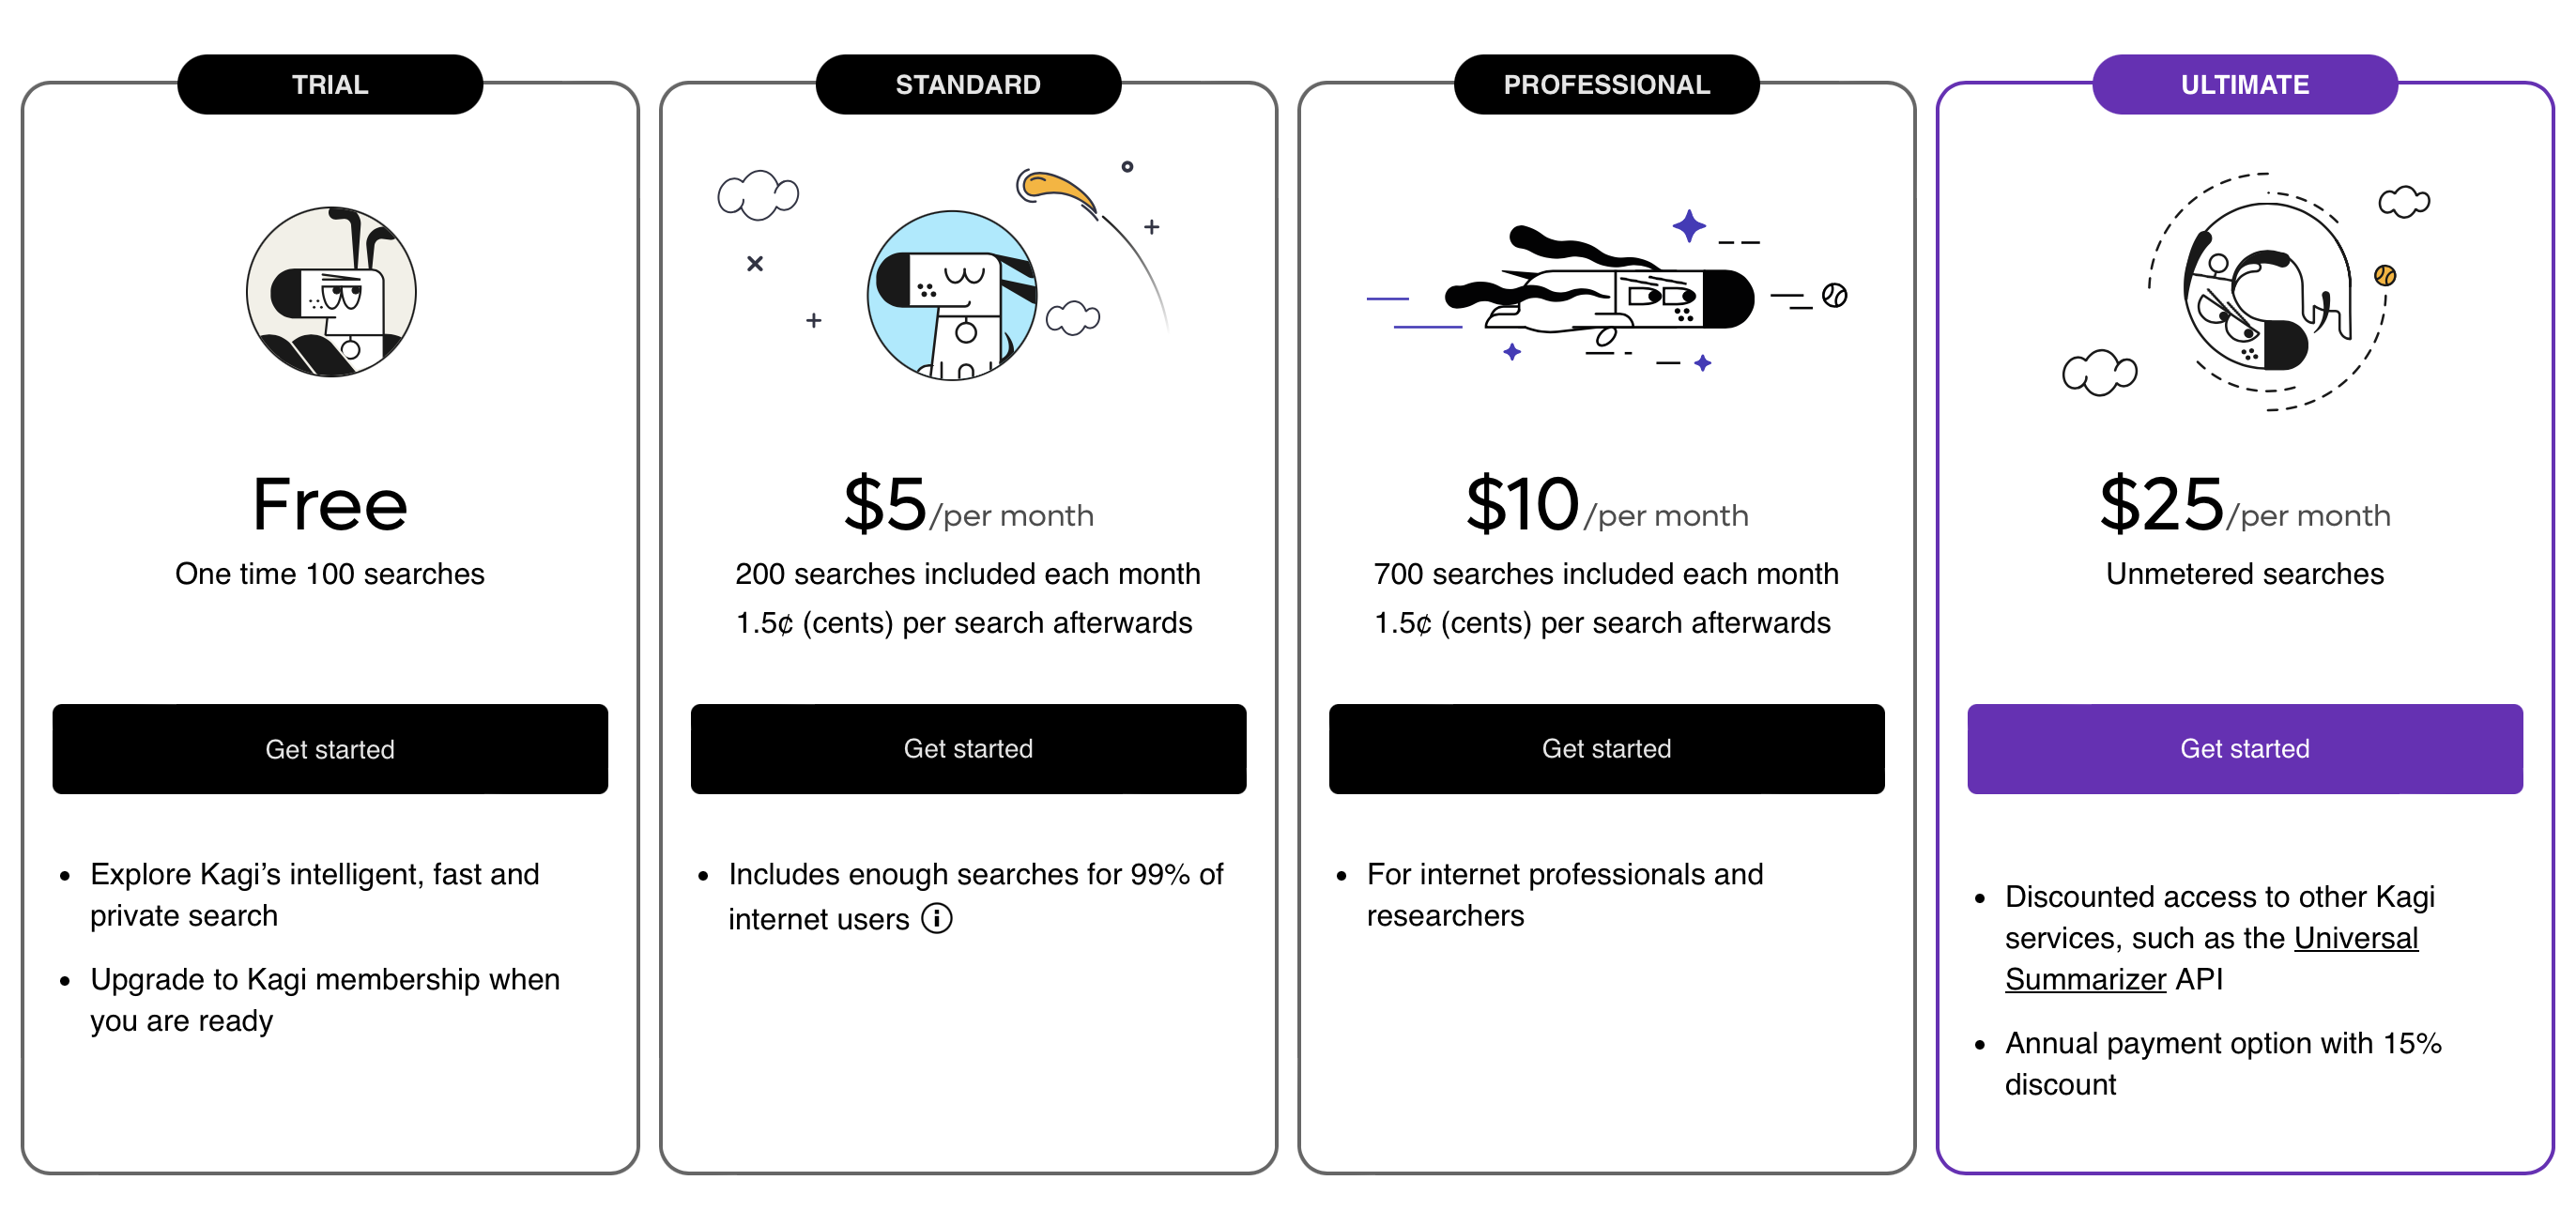 TRIAL
Free
One time 100 searches
Get started
• Explore Kagi’s intelligent, fast and
private search
• Upgrade to Kagi membership when
you are ready
STANDARD
$5/per month
200 searches included each month
1.5¢ (cents) per search afterwards
Get started
• Includes enough searches for 99% of
internet users
PROFESSIONAL
$10/per month
700 searches included each month
1.5¢ (cents) per search afterwards
Get started
• For internet professionals and
researchers
ULTIMATE
$25/per month
Unmetered searches
Get started
• Discounted access to other Kagi
services, such as the Universal
Summarizer API
• Annual payment option with 15%
discount